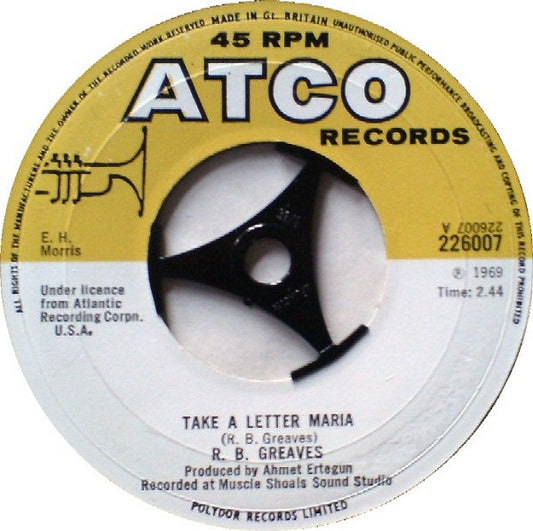 ALL RIGHTS OF THE MANUFACTURERS AND THE OWNER OF THE RECORDED WORK RESERVED MADE IN GT. BRITAIN UNAUTHORISED PUBLIC PERFORMANCE BROADCASTING AND COPYING OF THIS RECORD PROHIBITED
45 RPM
ATCO
RECORDS
E. H.
Morris
226007 A
226007
℗ 1969
Time: 2.44
Under licence
from Atlantic
Recording Corpn.
U.S.A.
TAKE A LETTER MARIA
(R. B. Greaves)
R. B. GREAVES
Produced by Ahmet Ertegun
Recorded at Muscle Shoals Sound Studio
POLYDOR RECORDS LIMITED